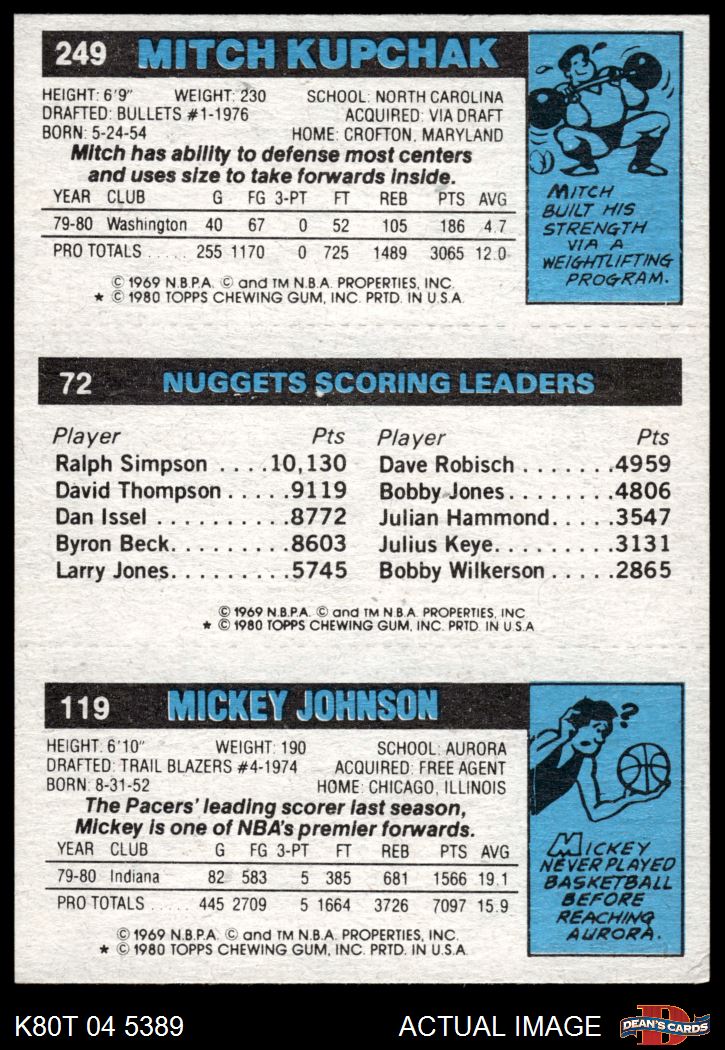 249 MITCH KUPCHAK
HEIGHT: 6'9" WEIGHT: 230 SCHOOL: NORTH CAROLINA
DRAFTED: BULLETS #1-1976 ACQUIRED: VIA DRAFT
BORN: 5-24-54 HOME: CROFTON, MARYLAND
Mitch has ability to defense most centers
and uses size to take forwards inside.
YEAR CLUB G FG 3-PT FT REB PTS AVG
79-80 Washington 40 67 0 52 105 186 4.7
PRO TOTALS ..... 255 1170 0 725 1489 3065 12.0
© 1969 N.B.P.A. © and TM N.B.A. PROPERTIES, INC.
* © 1980 TOPPS CHEWING GUM, INC. PRTD. IN U.S.A.
MITCH
BUILT HIS
STRENGTH
VIA A
WEIGHTLIFTING
PROGRAM.
72 NUGGETS SCORING LEADERS
Player Pts Player Pts
Ralph Simpson ....10,130 Dave Robisch .......4959
David Thompson .....9119 Bobby Jones........4806
Dan Issel ..........8772 Julian Hammond.....3547
Byron Beck.........8603 Julius Keye.........3131
Larry Jones.........5745 Bobby Wilkerson .....2865
© 1969 N.B.P.A. © and TM N.B.A. PROPERTIES, INC
* © 1980 TOPPS CHEWING GUM, INC. PRTD. IN U.S.A
119 MICKEY JOHNSON
HEIGHT: 6'10" WEIGHT: 190 SCHOOL: AURORA
DRAFTED: TRAIL BLAZERS #4-1974 ACQUIRED: FREE AGENT
BORN: 8-31-52 HOME: CHICAGO, ILLINOIS
The Pacers' leading scorer last season,
Mickey is one of NBA's premier forwards.
YEAR CLUB G FG 3-PT FT REB PTS AVG
79-80 Indiana 82 583 5 385 681 1566 19.1
PRO TOTALS ..... 445 2709 5 1664 3726 7097 15.9
© 1969 N.B.P.A. © and TM N.B.A. PROPERTIES, INC.
* © 1980 TOPPS CHEWING GUM, INC. PRTD. IN U.S.A.
?
MICKEY
NEVER PLAYED
BASKETBALL
BEFORE
REACHING
AURORA.
K80T 04 5389 ACTUAL IMAGE D DEAN'S CARDS